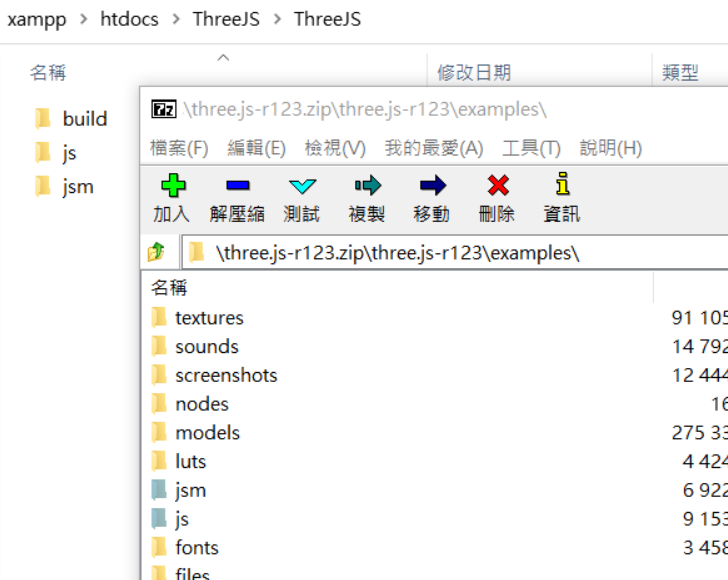 xampp > htdocs > ThreeJS > ThreeJS
名稱 修改日期 類型
build
js
jsm
\three.js-r123.zip\three.js-r123\examples\
檔案(F) 編輯(E) 檢視(V) 我的最愛(A) 工具(T) 說明(H)
加入 解壓縮 測試 複製 移動 刪除 資訊
\three.js-r123.zip\three.js-r123\examples\
名稱
textures 91 105
sounds 14 792
screenshots 12 444
nodes 16
models 275 33
luts 4 424
jsm 6 922
js 9 153
fonts 3 458
files